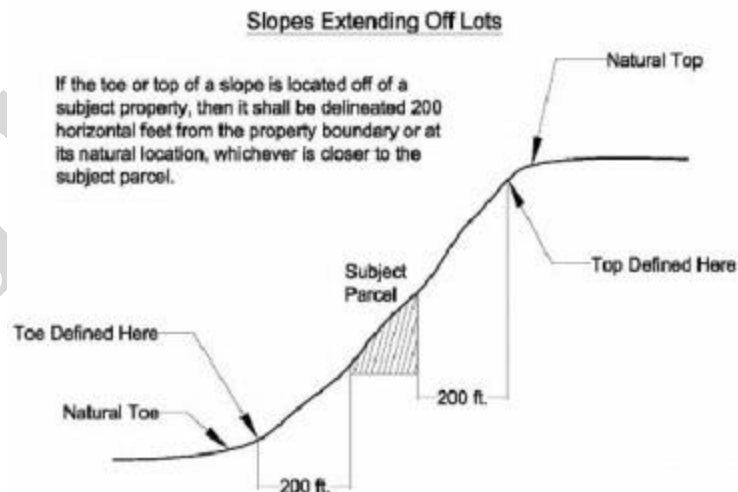 Slopes Extending Off Lots
If the toe or top of a slope is located off of a
subject property, then it shall be delineated 200
horizontal feet from the property boundary or at
its natural location, whichever is closer to the
subject parcel.
Natural Top
Top Defined Here
Subject
Parcel
Toe Defined Here
Natural Toe
200 ft.
200 ft.